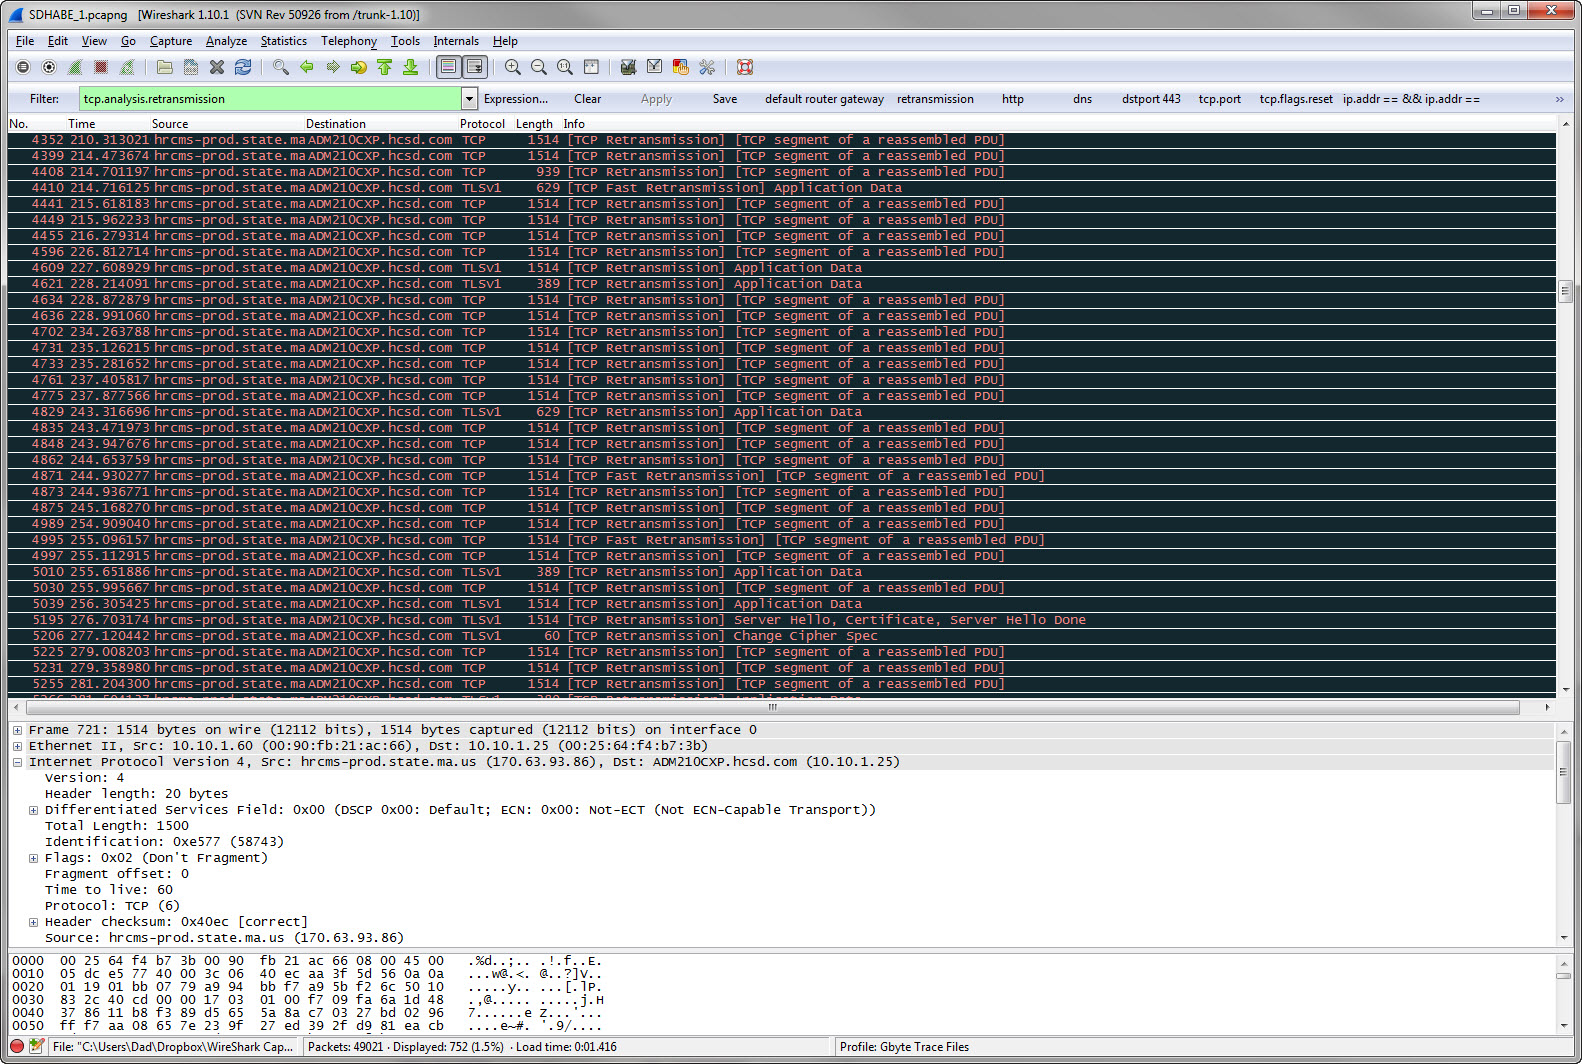 SDHABE_1.pcapng [Wireshark 1.10.1 (SVN Rev 50926 from /trunk-1.10)]
File Edit View Go Capture Analyze Statistics Telephony Tools Internals Help
Filter: tcp.analysis.retransmission Expression... Clear Apply Save default router gateway retransmission http dns dstport 443 tcp.port tcp.flags.reset ip.addr == && ip.addr == »
No. Time Source Destination Protocol Length Info
4352 210.313021 hrcms-prod.state.ma ADM210CXP.hcsd.com TCP 1514 [TCP Retransmission] [TCP segment of a reassembled PDU]
4399 214.473674 hrcms-prod.state.ma ADM210CXP.hcsd.com TCP 1514 [TCP Retransmission] [TCP segment of a reassembled PDU]
4408 214.701197 hrcms-prod.state.ma ADM210CXP.hcsd.com TCP 939 [TCP Retransmission] [TCP segment of a reassembled PDU]
4410 214.716125 hrcms-prod.state.ma ADM210CXP.hcsd.com TLSv1 629 [TCP Fast Retransmission] Application Data
4441 215.618183 hrcms-prod.state.ma ADM210CXP.hcsd.com TCP 1514 [TCP Retransmission] [TCP segment of a reassembled PDU]
4449 215.962233 hrcms-prod.state.ma ADM210CXP.hcsd.com TCP 1514 [TCP Retransmission] [TCP segment of a reassembled PDU]
4455 216.279314 hrcms-prod.state.ma ADM210CXP.hcsd.com TCP 1514 [TCP Retransmission] [TCP segment of a reassembled PDU]
4596 226.812714 hrcms-prod.state.ma ADM210CXP.hcsd.com TCP 1514 [TCP Retransmission] [TCP segment of a reassembled PDU]
4609 227.608929 hrcms-prod.state.ma ADM210CXP.hcsd.com TLSv1 1514 [TCP Retransmission] Application Data
4621 228.214091 hrcms-prod.state.ma ADM210CXP.hcsd.com TLSv1 389 [TCP Retransmission] Application Data
4634 228.872879 hrcms-prod.state.ma ADM210CXP.hcsd.com TCP 1514 [TCP Retransmission] [TCP segment of a reassembled PDU]
4636 228.991060 hrcms-prod.state.ma ADM210CXP.hcsd.com TCP 1514 [TCP Retransmission] [TCP segment of a reassembled PDU]
4702 234.263788 hrcms-prod.state.ma ADM210CXP.hcsd.com TCP 1514 [TCP Retransmission] [TCP segment of a reassembled PDU]
4731 235.126215 hrcms-prod.state.ma ADM210CXP.hcsd.com TCP 1514 [TCP Retransmission] [TCP segment of a reassembled PDU]
4733 235.281652 hrcms-prod.state.ma ADM210CXP.hcsd.com TCP 1514 [TCP Retransmission] [TCP segment of a reassembled PDU]
4761 237.405817 hrcms-prod.state.ma ADM210CXP.hcsd.com TCP 1514 [TCP Retransmission] [TCP segment of a reassembled PDU]
4775 237.877566 hrcms-prod.state.ma ADM210CXP.hcsd.com TCP 1514 [TCP Retransmission] [TCP segment of a reassembled PDU]
4829 243.316696 hrcms-prod.state.ma ADM210CXP.hcsd.com TLSv1 629 [TCP Retransmission] Application Data
4835 243.471973 hrcms-prod.state.ma ADM210CXP.hcsd.com TCP 1514 [TCP Retransmission] [TCP segment of a reassembled PDU]
4848 243.947676 hrcms-prod.state.ma ADM210CXP.hcsd.com TCP 1514 [TCP Retransmission] [TCP segment of a reassembled PDU]
4862 244.653759 hrcms-prod.state.ma ADM210CXP.hcsd.com TCP 1514 [TCP Retransmission] [TCP segment of a reassembled PDU]
4871 244.930277 hrcms-prod.state.ma ADM210CXP.hcsd.com TCP 1514 [TCP Fast Retransmission] [TCP segment of a reassembled PDU]
4873 244.936771 hrcms-prod.state.ma ADM210CXP.hcsd.com TCP 1514 [TCP Retransmission] [TCP segment of a reassembled PDU]
4875 245.168270 hrcms-prod.state.ma ADM210CXP.hcsd.com TCP 1514 [TCP Retransmission] [TCP segment of a reassembled PDU]
4989 254.909040 hrcms-prod.state.ma ADM210CXP.hcsd.com TCP 1514 [TCP Retransmission] [TCP segment of a reassembled PDU]
4995 255.096157 hrcms-prod.state.ma ADM210CXP.hcsd.com TCP 1514 [TCP Fast Retransmission] [TCP segment of a reassembled PDU]
4997 255.112915 hrcms-prod.state.ma ADM210CXP.hcsd.com TCP 1514 [TCP Retransmission] [TCP segment of a reassembled PDU]
5010 255.651886 hrcms-prod.state.ma ADM210CXP.hcsd.com TLSv1 389 [TCP Retransmission] Application Data
5030 255.995667 hrcms-prod.state.ma ADM210CXP.hcsd.com TCP 1514 [TCP Retransmission] [TCP segment of a reassembled PDU]
5039 256.305425 hrcms-prod.state.ma ADM210CXP.hcsd.com TLSv1 1514 [TCP Retransmission] Application Data
5195 276.703174 hrcms-prod.state.ma ADM210CXP.hcsd.com TLSv1 1514 [TCP Retransmission] Server Hello, Certificate, Server Hello Done
5206 277.120442 hrcms-prod.state.ma ADM210CXP.hcsd.com TLSv1 60 [TCP Retransmission] Change Cipher Spec
5225 279.008203 hrcms-prod.state.ma ADM210CXP.hcsd.com TCP 1514 [TCP Retransmission] [TCP segment of a reassembled PDU]
5231 279.358980 hrcms-prod.state.ma ADM210CXP.hcsd.com TCP 1514 [TCP Retransmission] [TCP segment of a reassembled PDU]
5255 281.204300 hrcms-prod.state.ma ADM210CXP.hcsd.com TCP 1514 [TCP Retransmission] [TCP segment of a reassembled PDU]
Frame 721: 1514 bytes on wire (12112 bits), 1514 bytes captured (12112 bits) on interface 0
Ethernet II, Src: 10.10.1.60 (00:90:fb:21:ac:66), Dst: 10.10.1.25 (00:25:64:f4:b7:3b)
Internet Protocol Version 4, Src: hrcms-prod.state.ma.us (170.63.93.86), Dst: ADM210CXP.hcsd.com (10.10.1.25)
Version: 4
Header length: 20 bytes
Differentiated Services Field: 0x00 (DSCP 0x00: Default; ECN: 0x00: Not-ECT (Not ECN-Capable Transport))
Total Length: 1500
Identification: 0xe577 (58743)
Flags: 0x02 (Don't Fragment)
Fragment offset: 0
Time to live: 60
Protocol: TCP (6)
Header checksum: 0x40ec [correct]
Source: hrcms-prod.state.ma.us (170.63.93.86)
0000 00 25 64 f4 b7 3b 00 90 fb 21 ac 66 08 00 45 00 .%d..;.. .!.f..E.
0010 05 dc e5 77 40 00 3c 06 40 ec aa 3f 5d 56 0a 0a ...w@.<. @..?]V..
0020 01 19 01 bb 07 79 a9 94 bb f7 a9 5b f2 6c 50 10 .....y.. ...[.lP.
0030 83 2c 40 cd 00 00 17 03 01 00 f7 09 fa 6a 1d 48 .,@..... .....j.H
0040 37 86 11 b8 f3 89 d5 65 5a 8a c7 03 27 bd 02 96 7......e Z...'...
0050 ff f7 aa 08 65 7e 23 9f 27 ed 39 2f d9 81 ea cb ....e~#. '.9/....
File: "C:\Users\Dad\Dropbox\WireShark Cap... Packets: 49021 · Displayed: 752 (1.5%) · Load time: 0:01.416 Profile: Gbyte Trace Files